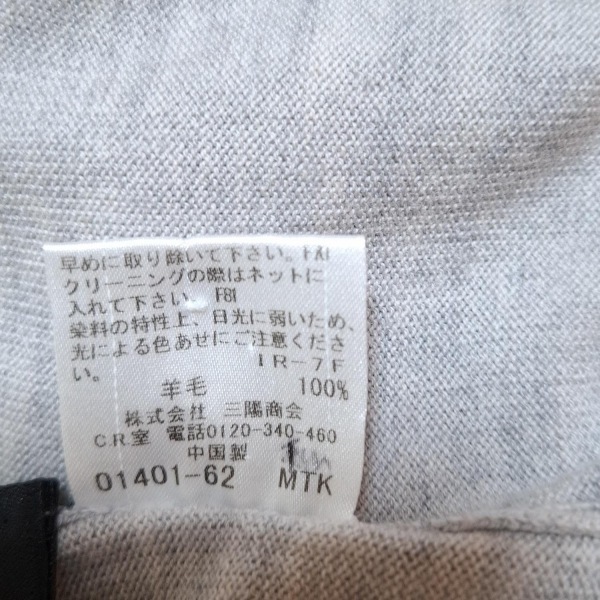 早めに取り除いて下さい。FXI
クリーニングの際はネットに
入れて下さい。F8I
染料の特性上、日光に弱いため、
光による色あせにご注意くださ
い。 IR-7F
羊毛 100%
株式会社 三陽商会
CR室 電話0120-340-460
中国製
01401-62 MTK